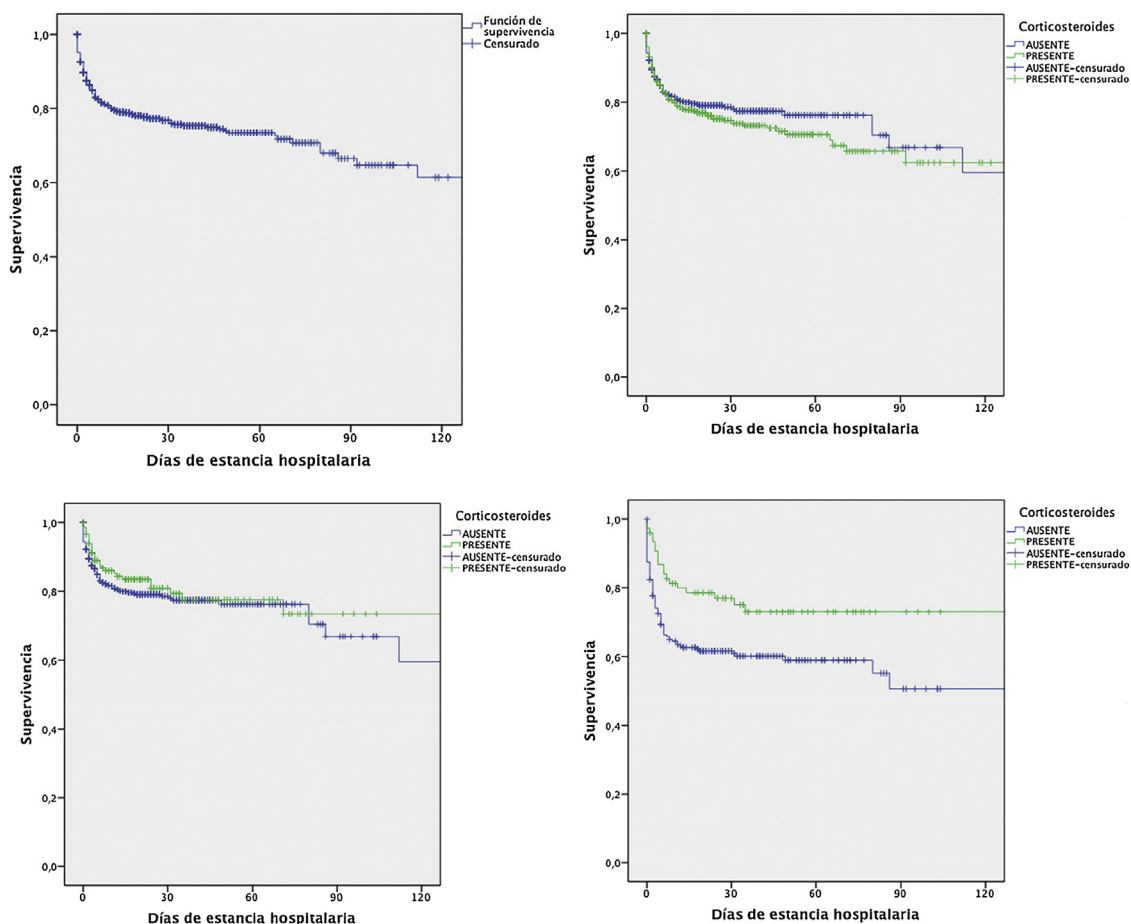 Función de
supervivencia
Censurado
1,0
0,8
0,6
0,4
0,2
0,0
Supervivencia
0 30 60 90 120
Días de estancia hospitalaria
Corticosteroides
AUSENTE
PRESENTE
AUSENTE-censurado
PRESENTE-censurado
1,0
0,8
0,6
0,4
0,2
0,0
Supervivencia
0 30 60 90 120
Días de estancia hospitalaria
Corticosteroides
AUSENTE
PRESENTE
AUSENTE-censurado
PRESENTE-censurado
1,0
0,8
0,6
0,4
0,2
0,0
Supervivencia
0 30 60 90 120
Días de estancia hospitalaria
Corticosteroides
AUSENTE
PRESENTE
AUSENTE-censurado
PRESENTE-censurado
1,0
0,8
0,6
0,4
0,2
0,0
Supervivencia
0 30 60 90 120
Días de estancia hospitalaria